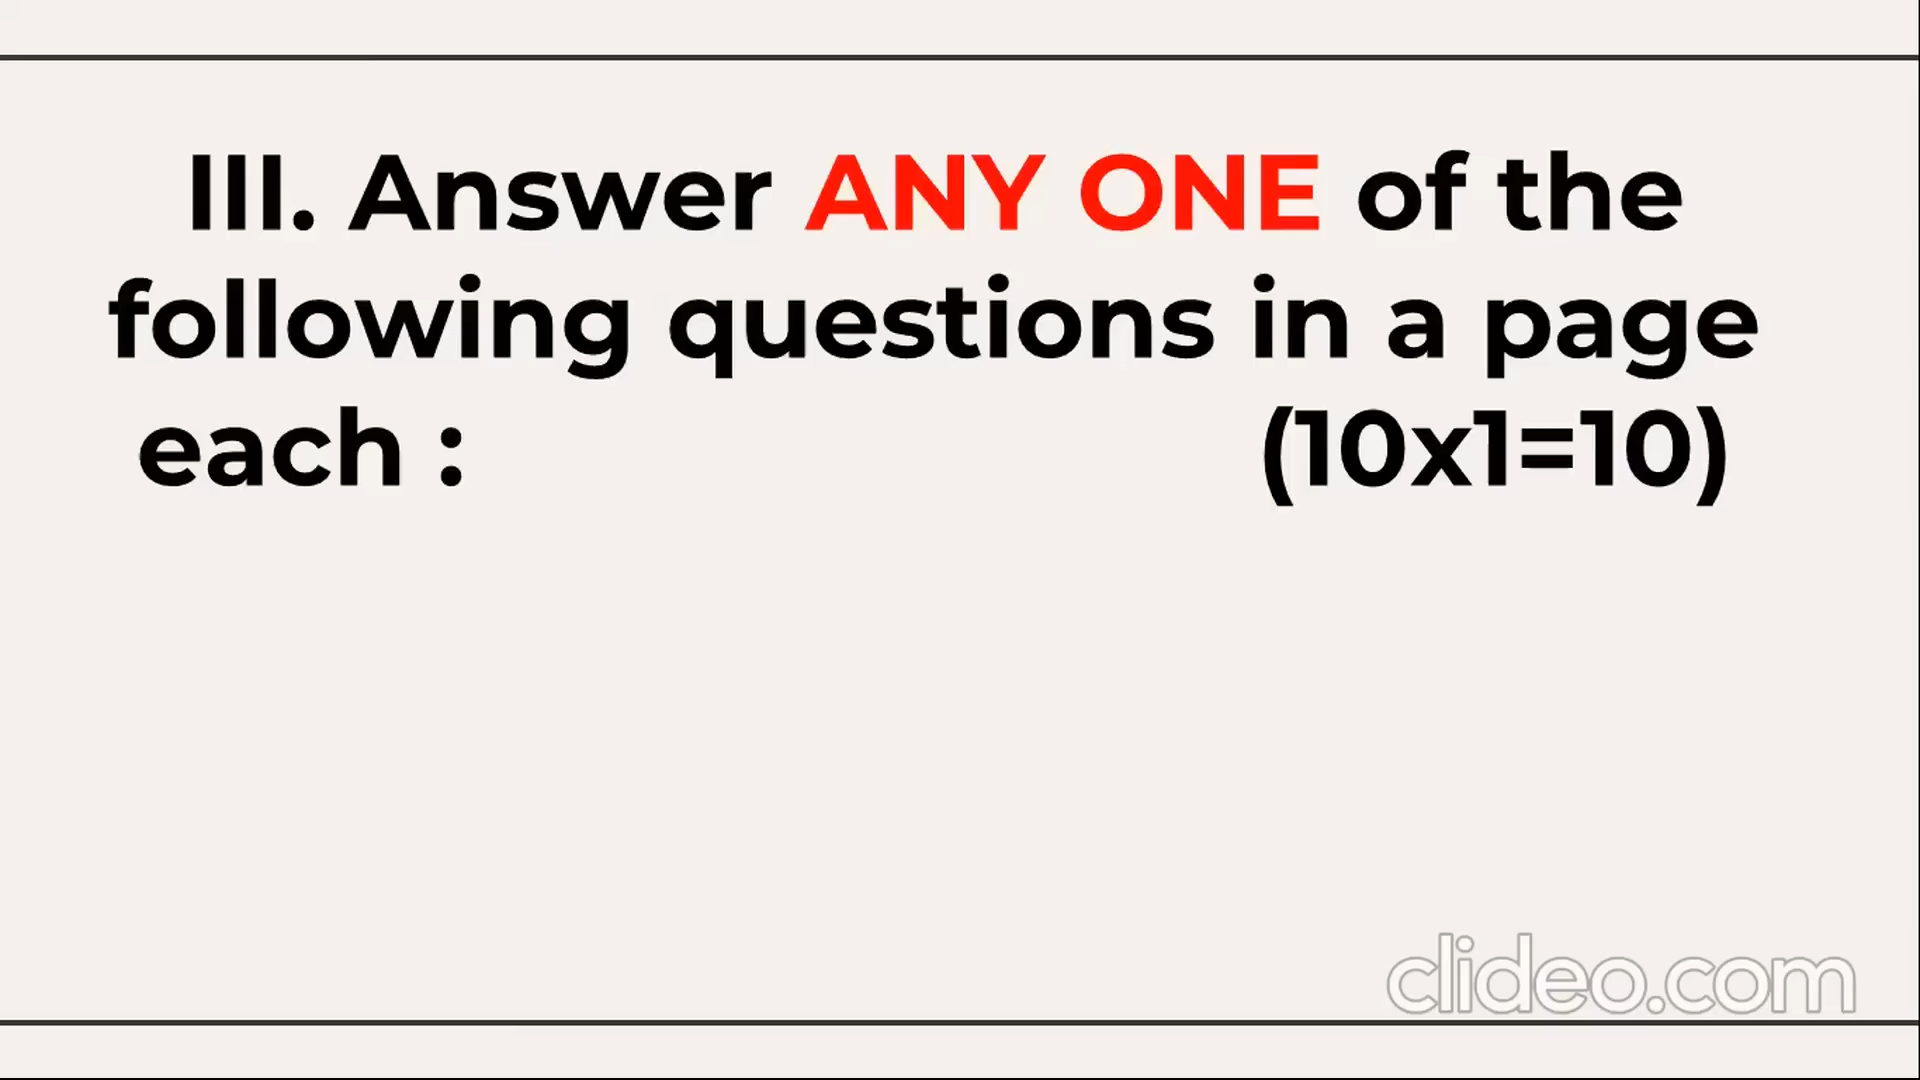 III. Answer ANY ONE of the
following questions in a page
each : (10x1=10)
clideo.com